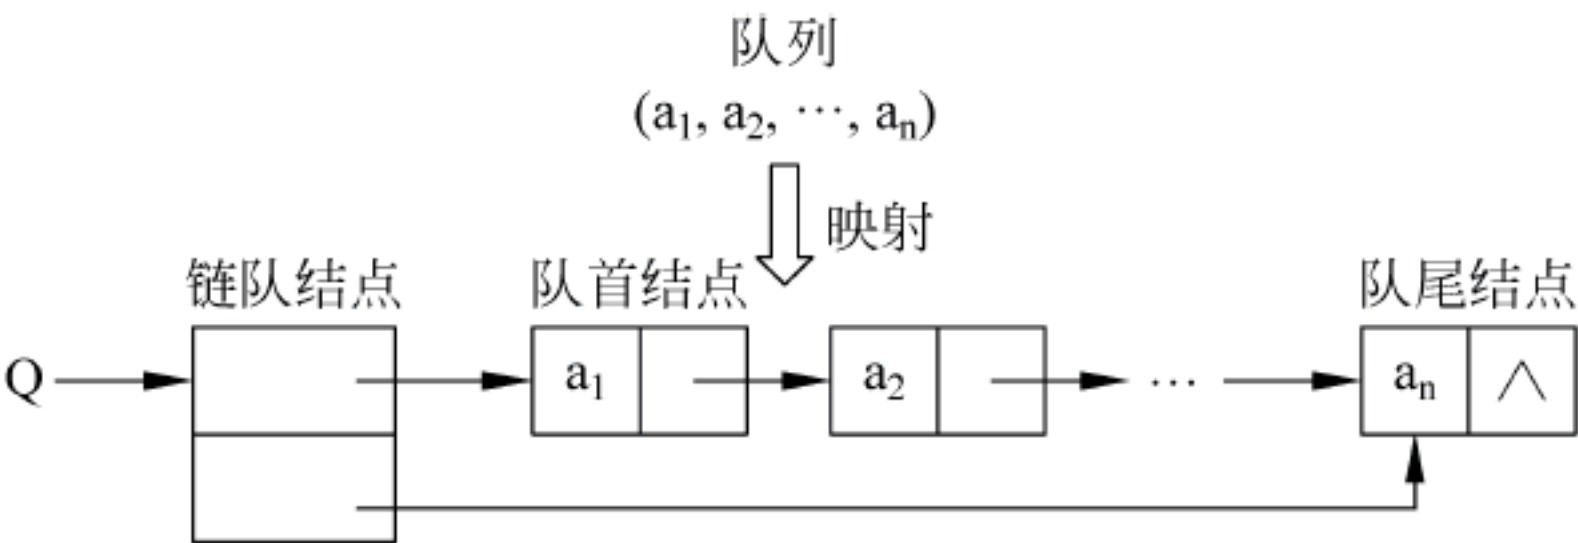 队列
(a₁, a₂, ⋯, aₙ)
映射
链队结点
队首结点
队尾结点
Q
a₁
a₂
⋯
aₙ
∧